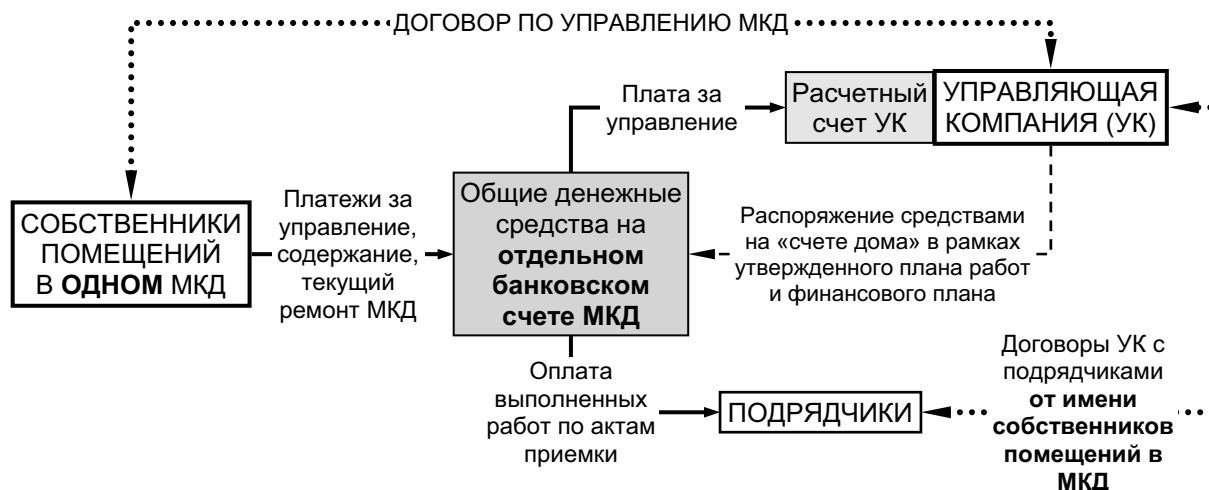 ДОГОВОР ПО УПРАВЛЕНИЮ МКД
Плата за
управление
Расчетный
счет УК
УПРАВЛЯЮЩАЯ
КОМПАНИЯ (УК)
СОБСТВЕННИКИ
ПОМЕЩЕНИЙ
В ОДНОМ МКД
Платежи за
управление,
содержание,
текущий
ремонт МКД
Общие денежные
средства на
отдельном
банковском
счете МКД
Распоряжение средствами
на «счете дома» в рамках
утвержденного плана работ
и финансового плана
Оплата
выполненных
работ по актам
приемки
ПОДРЯДЧИКИ
Договоры УК с
подрядчиками
от имени
собственников
помещений в
МКД